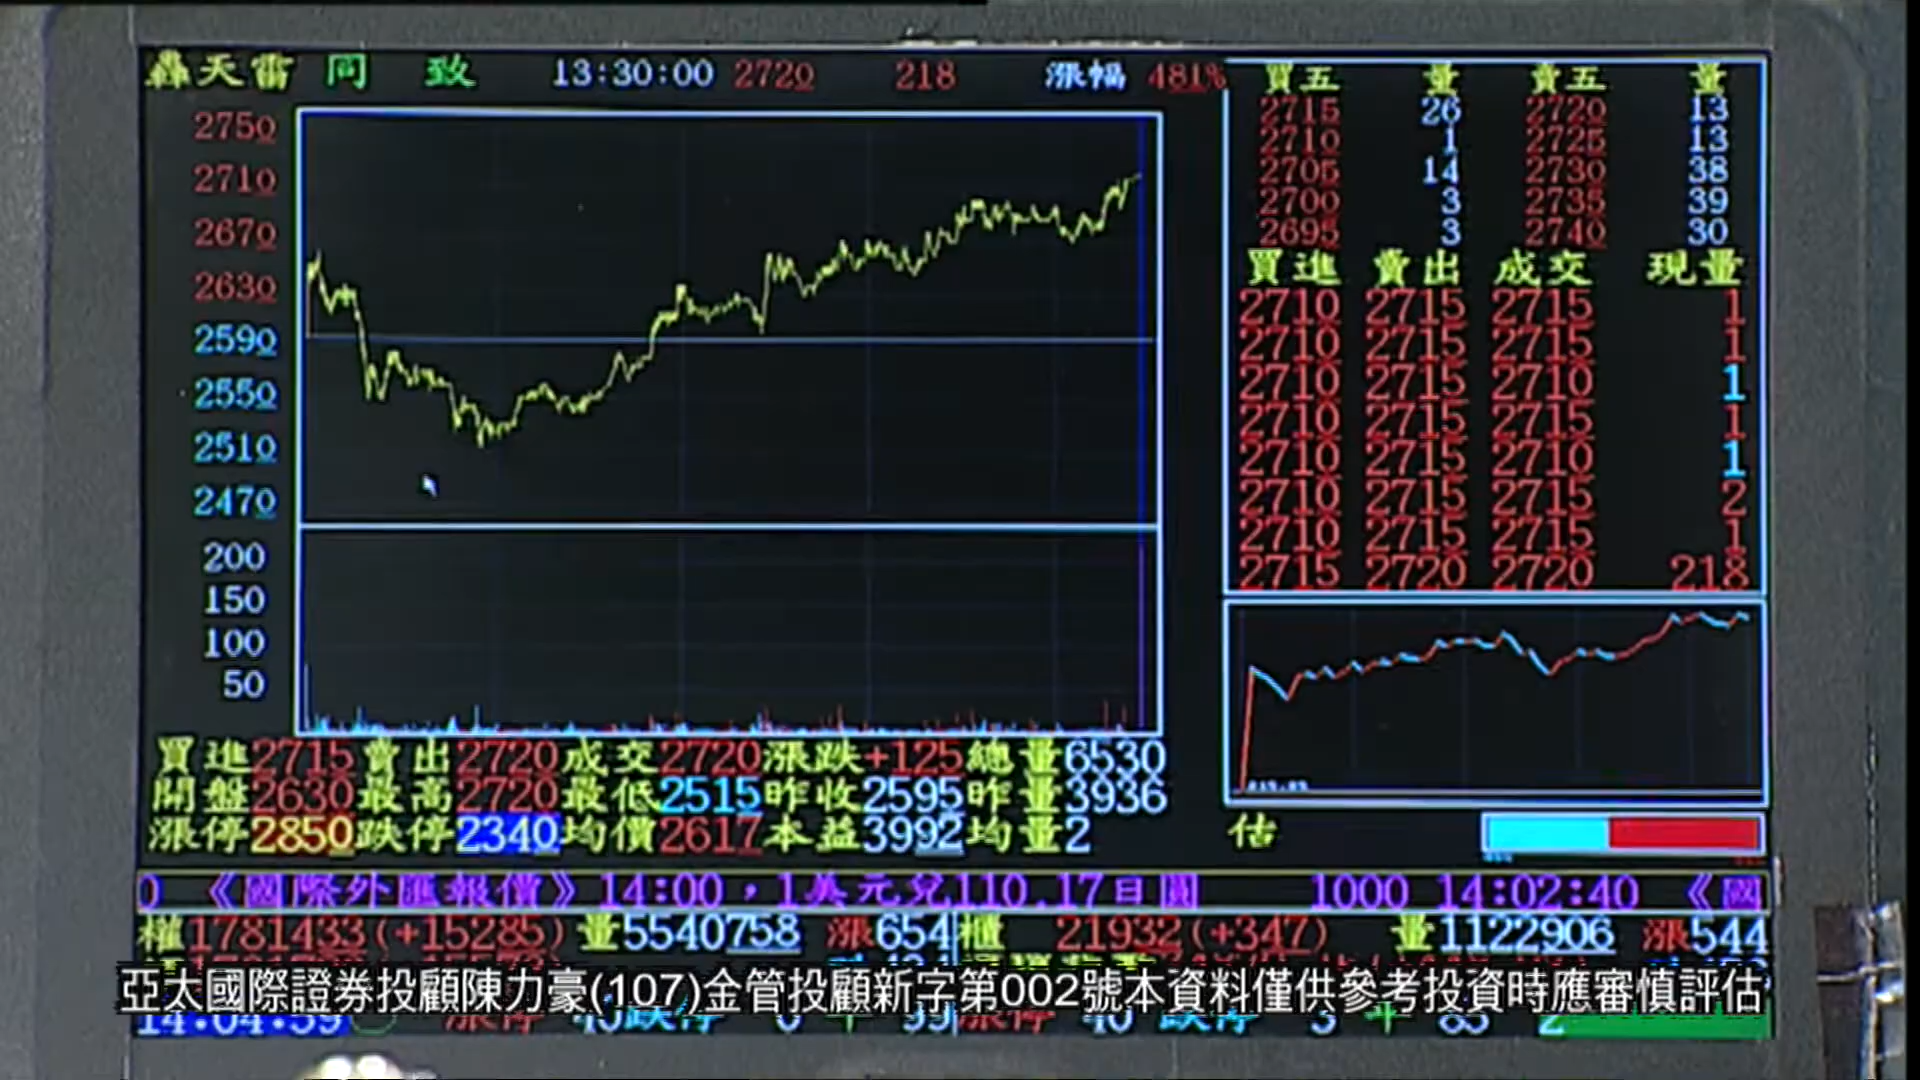 轟天雷 同 致 13:30:00 2720 218 漲幅 481%
2750
2710
2670
2630
2590
2550
2510
2470
200
150
100
50
買五 量 賣五 量
2715 26 2720 13
2710 1 2725 13
2705 14 2730 38
2700 3 2735 39
2695 3 2740 30
買進 賣出 成交 現量
2710 2715 2715 1
2710 2715 2715 1
2710 2715 2710 1
2710 2715 2715 1
2710 2715 2710 1
2710 2715 2715 2
2710 2715 2715 1
2715 2720 2720 218
買進2715賣出2720成交2720漲跌+125總量6530
開盤2630最高2720最低2515昨收2595昨量3936
漲停2850跌停2340均價2617本益3992均量2
估
0 《國際外匯報價》14:00，1美元兌110.17日圓 1000 14:02:40 《國
權1781433(+15285)量5540758 漲654櫃 21932(+347) 量1122906 漲544
亞太國際證券投顧陳力豪(107)金管投顧新字第002號本資料僅供參考投資時應審慎評估
14:04:59